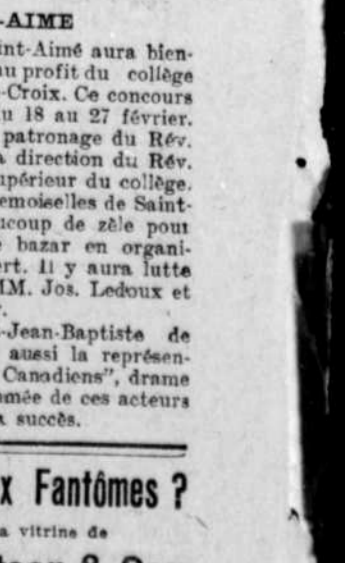 -AIME
int-Aimé aura bien-
au profit du collège
-Croix. Ce concours
u 18 au 27 février.
patronage du Rév.
a direction du Rév.
upérieur du collège.
emoiselles de Saint-
ucoup de zèle pour
e bazar en organi-
ert. Il y aura lutte
MM. Jos. Ledoux et
-Jean-Baptiste de
aussi la représen-
Canadiens", drame
mée de ces acteurs
succès.
x Fantômes ?
a vitrine de